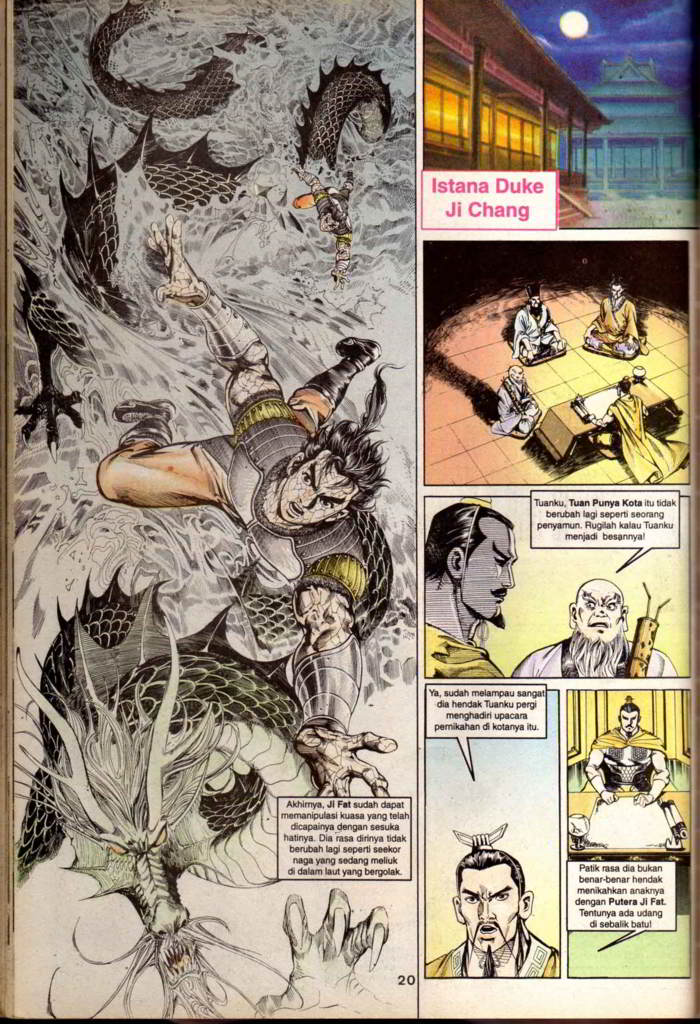 Akhirnya, Ji Fat sudah dapat
memanipulasi kuasa yang telah
dicapainya dengan sesuka
hatinya. Dia rasa dirinya tidak
berubah lagi seperti seekor
naga yang sedang meliuk
di dalam laut yang bergolak.
20
Istana Duke
Ji Chang
Tuanku, Tuan Punya Kota itu tidak
berubah lagi seperti seorang
penyamun. Rugilah kalau Tuanku
menjadi besannya!
Ya, sudah melampau sangat
dia hendak Tuanku pergi
menghadiri upacara
pernikahan di kotanya itu.
Patik rasa dia bukan
benar-benar hendak
menikahkan anaknya
dengan Putera Ji Fat.
Tentunya ada udang
di sebalik batu!